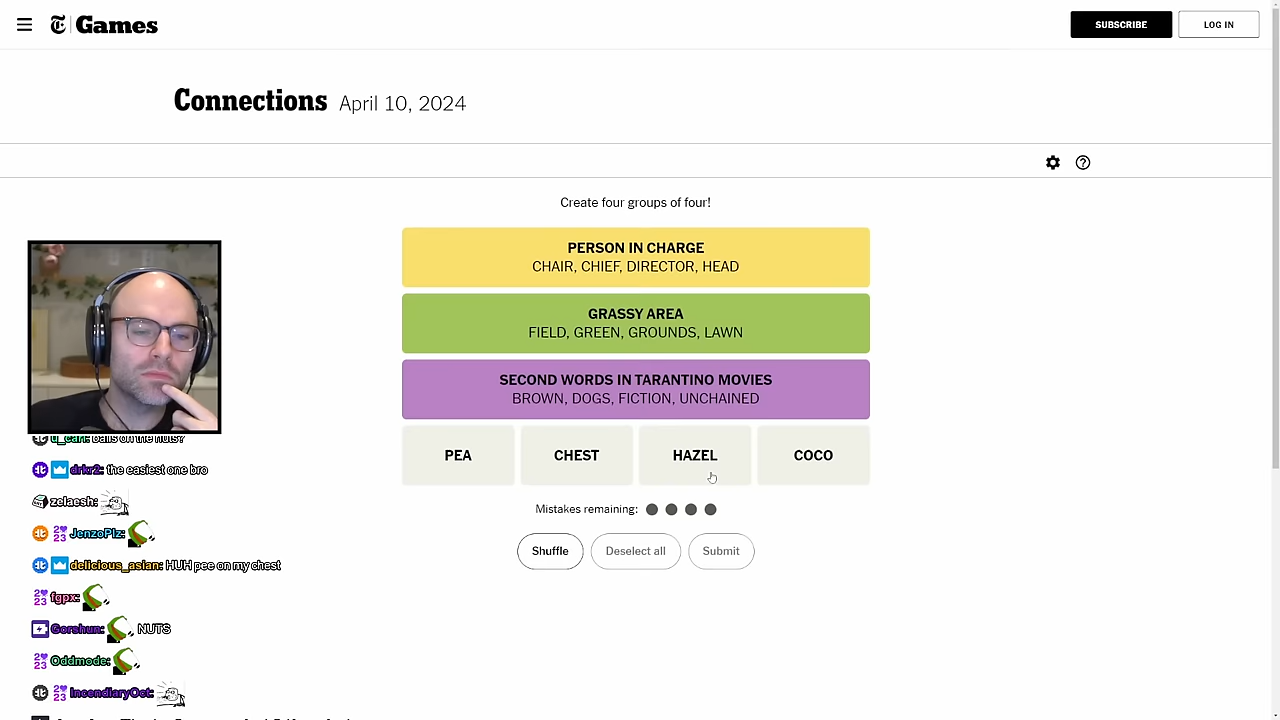 Games
SUBSCRIBE
LOG IN
Connections April 10, 2024
Create four groups of four!
PERSON IN CHARGE
CHAIR, CHIEF, DIRECTOR, HEAD
GRASSY AREA
FIELD, GREEN, GROUNDS, LAWN
SECOND WORDS IN TARANTINO MOVIES
BROWN, DOGS, FICTION, UNCHAINED
PEA
CHEST
HAZEL
COCO
Mistakes remaining:
Shuffle
Deselect all
Submit
balls on the nuts?
drkr2: the easiest one bro
zelaesh:
JenzoPlz:
delicious_asian: HUH pee on my chest
fgpx:
Gorshun: NUTS
Oddmode:
IncendiaryOct: